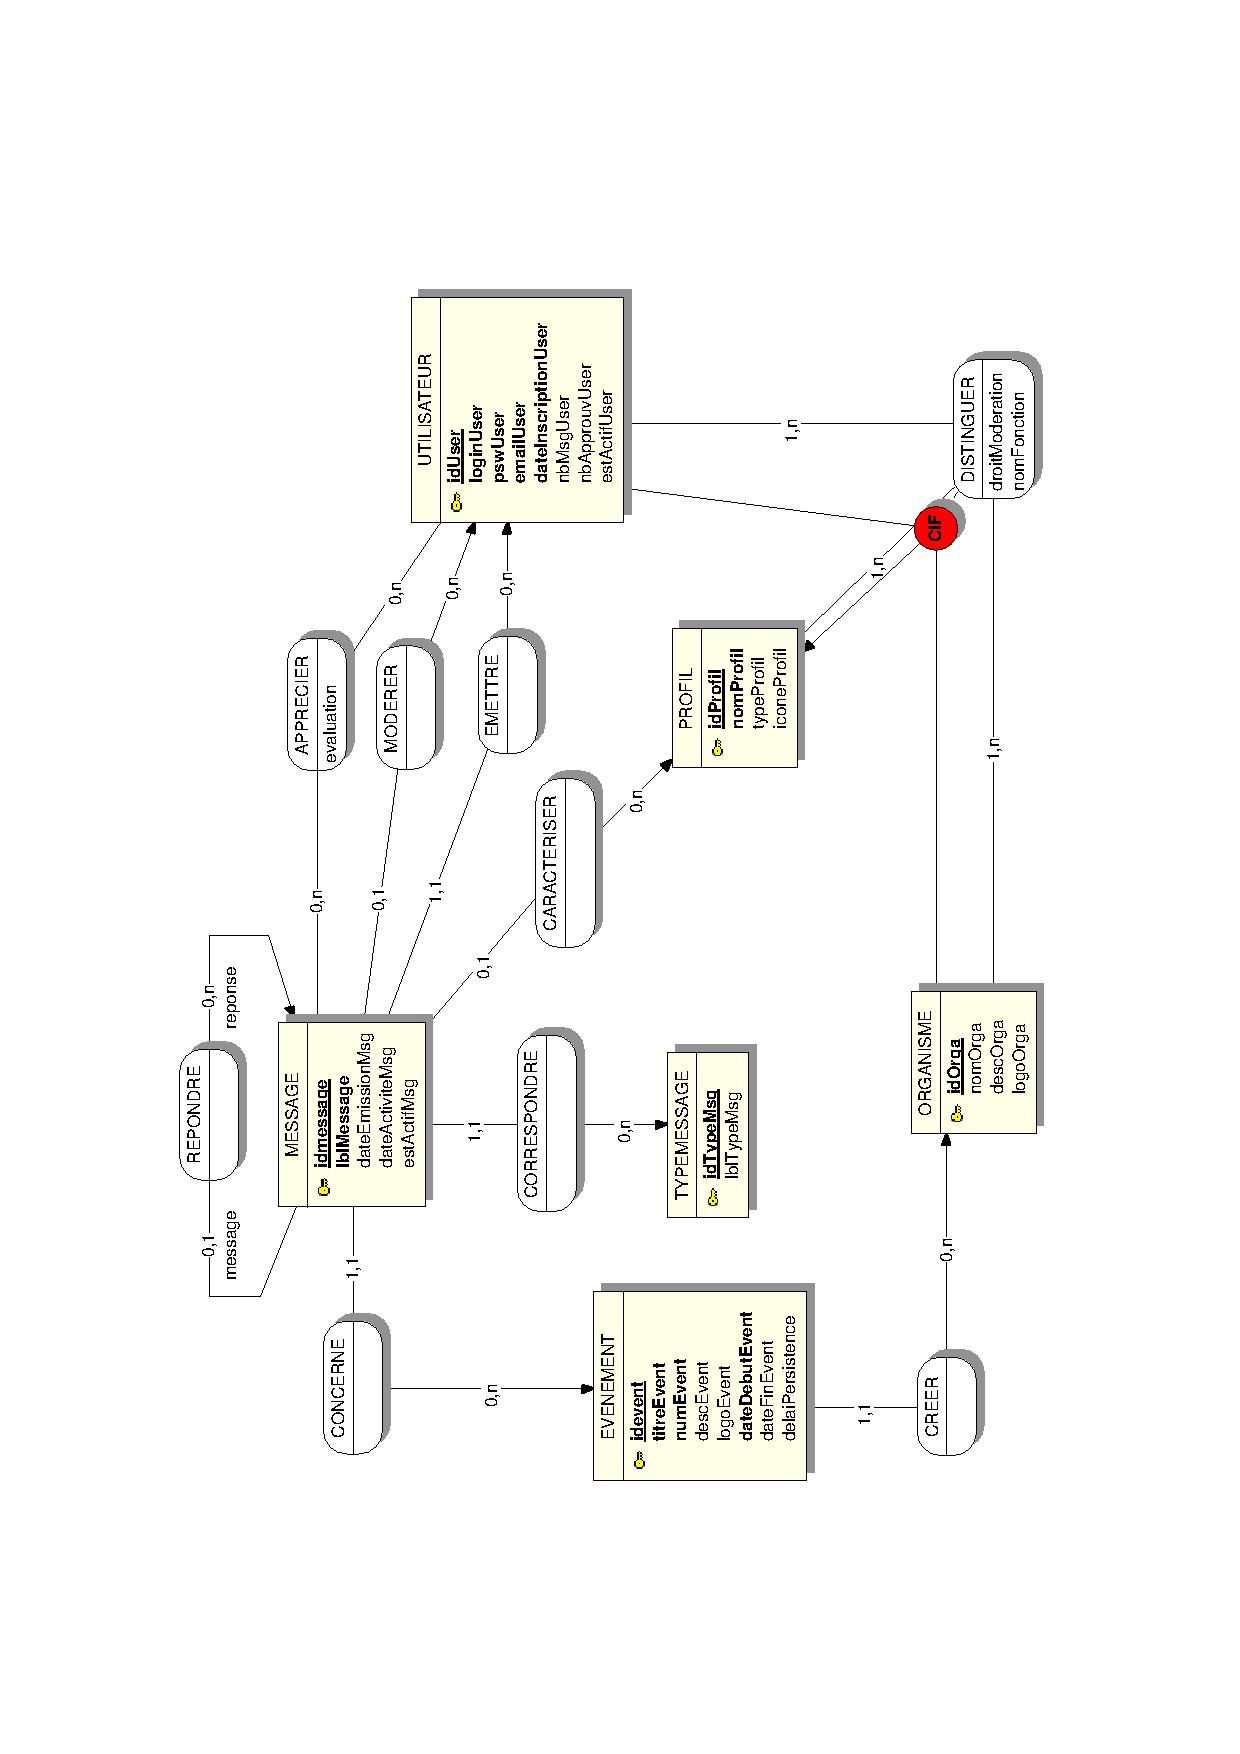 REPONDRE
0,1
message
0,n
reponse
MESSAGE
idmessage
lblMessage
dateEmissionMsg
dateActiviteMsg
estActifMsg
CONCERNE
1,1
0,n
EVENEMENT
idevent
titreEvent
numEvent
descEvent
logoEvent
dateDebutEvent
dateFinEvent
delaiPersistence
1,1
CREER
0,n
ORGANISME
idOrga
nomOrga
descOrga
logoOrga
1,1
CORRESPONDRE
0,n
TYPEMESSAGE
idTypeMsg
lblTypeMsg
0,n
APPRECIER
evaluation
0,n
0,1
MODERER
0,n
1,1
EMETTRE
0,n
0,1
CARACTERISER
0,n
PROFIL
idProfil
nomProfil
typeProfil
iconeProfil
UTILISATEUR
idUser
loginUser
pswUser
emailUser
dateInscriptionUser
nbMsgUser
nbApprouvUser
estActifUser
1,n
1,n
CIF
1,n
DISTINGUER
droitModeration
nomFonction